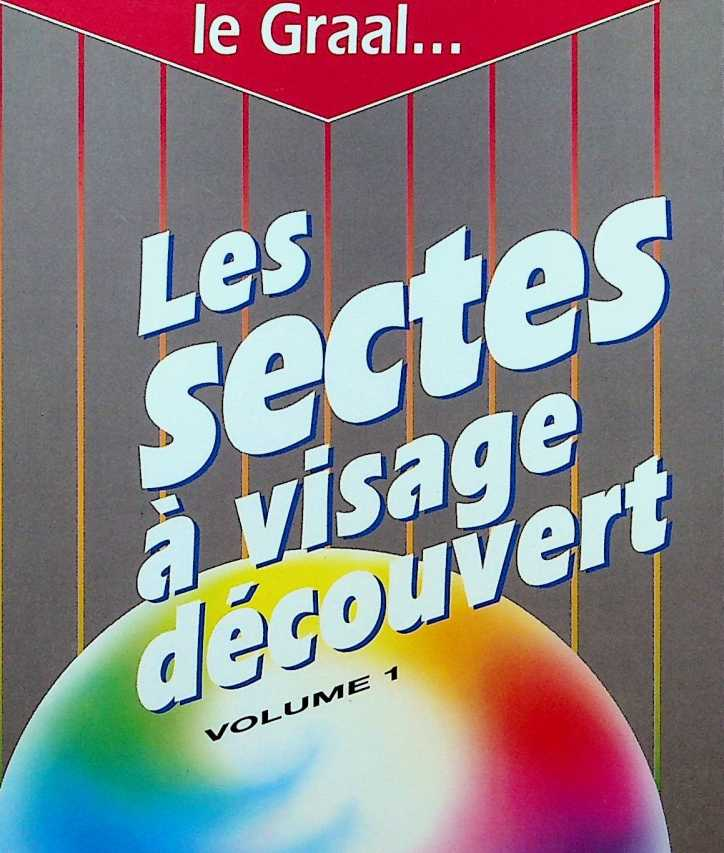 le Graal...
Les
sectes
à visage
découvert
VOLUME 1